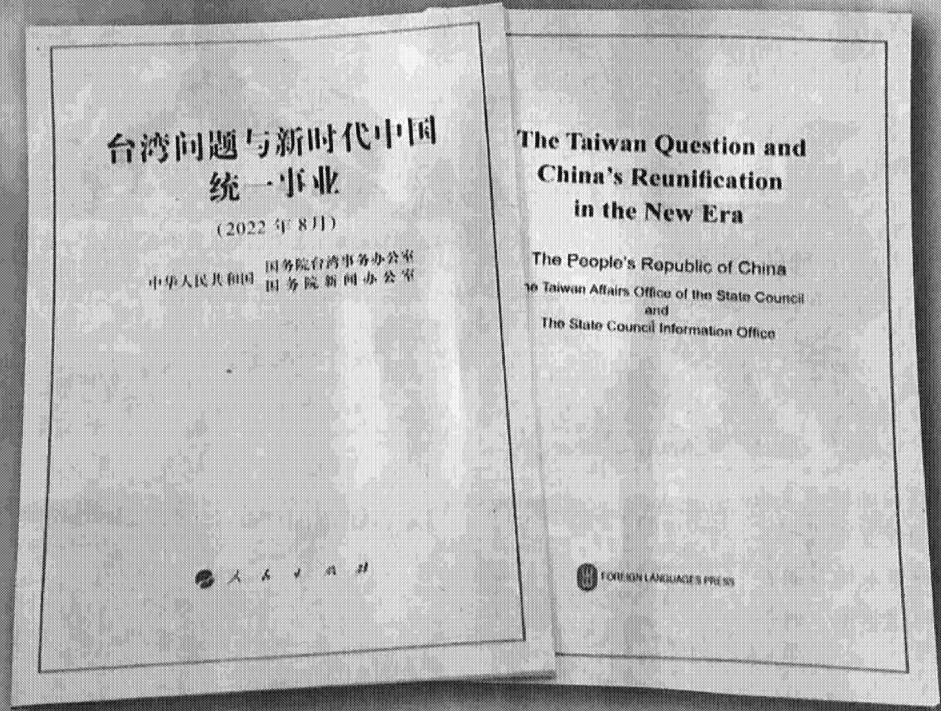 台湾问题与新时代中国
统一事业
(2022年8月)
中华人民共和国 国务院台湾事务办公室
国务院新闻办公室
人民出版社
The Taiwan Question and
China's Reunification
in the New Era
The People's Republic of China
Taiwan Affairs Office of the State Council
and
The State Council Information Office
FOREIGN LANGUAGES PRESS